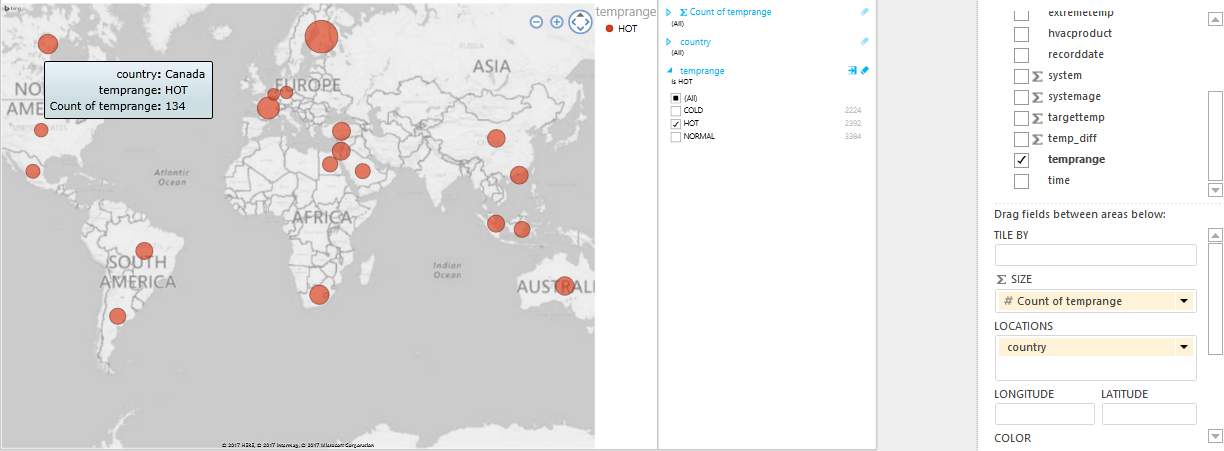 bing
NO
AME
UNITED STATES
EUROPE
RUSSIA
ASIA
Atlantic
Ocean
AFRICA
SOUTH
AMERICA
Indian
Ocean
AUSTRALI
country: Canada
temprange: HOT
Count of temprange: 134
© 2017 HERE, © 2017 Intermap, © 2017 Microsoft Corporation
temprange
HOT
Σ Count of temprange
(All)
country
(All)
temprange
is HOT
(All)
COLD 2224
HOT 2392
NORMAL 3384
extremetemp
hvacproduct
recorddate
Σ system
Σ systemage
Σ targettemp
Σ temp_diff
temprange
time
Drag fields between areas below:
TILE BY
Σ SIZE
# Count of temprange
LOCATIONS
country
LONGITUDE LATITUDE
COLOR